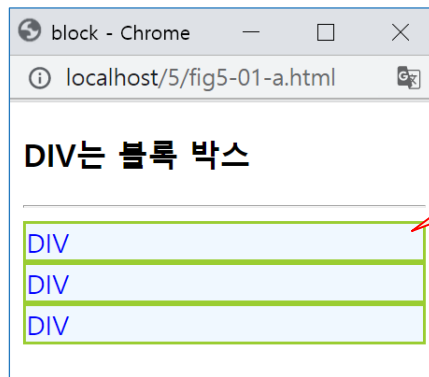 block - Chrome
localhost/5/fig5-01-a.html
DIV는 블록 박스
DIV
DIV
DIV